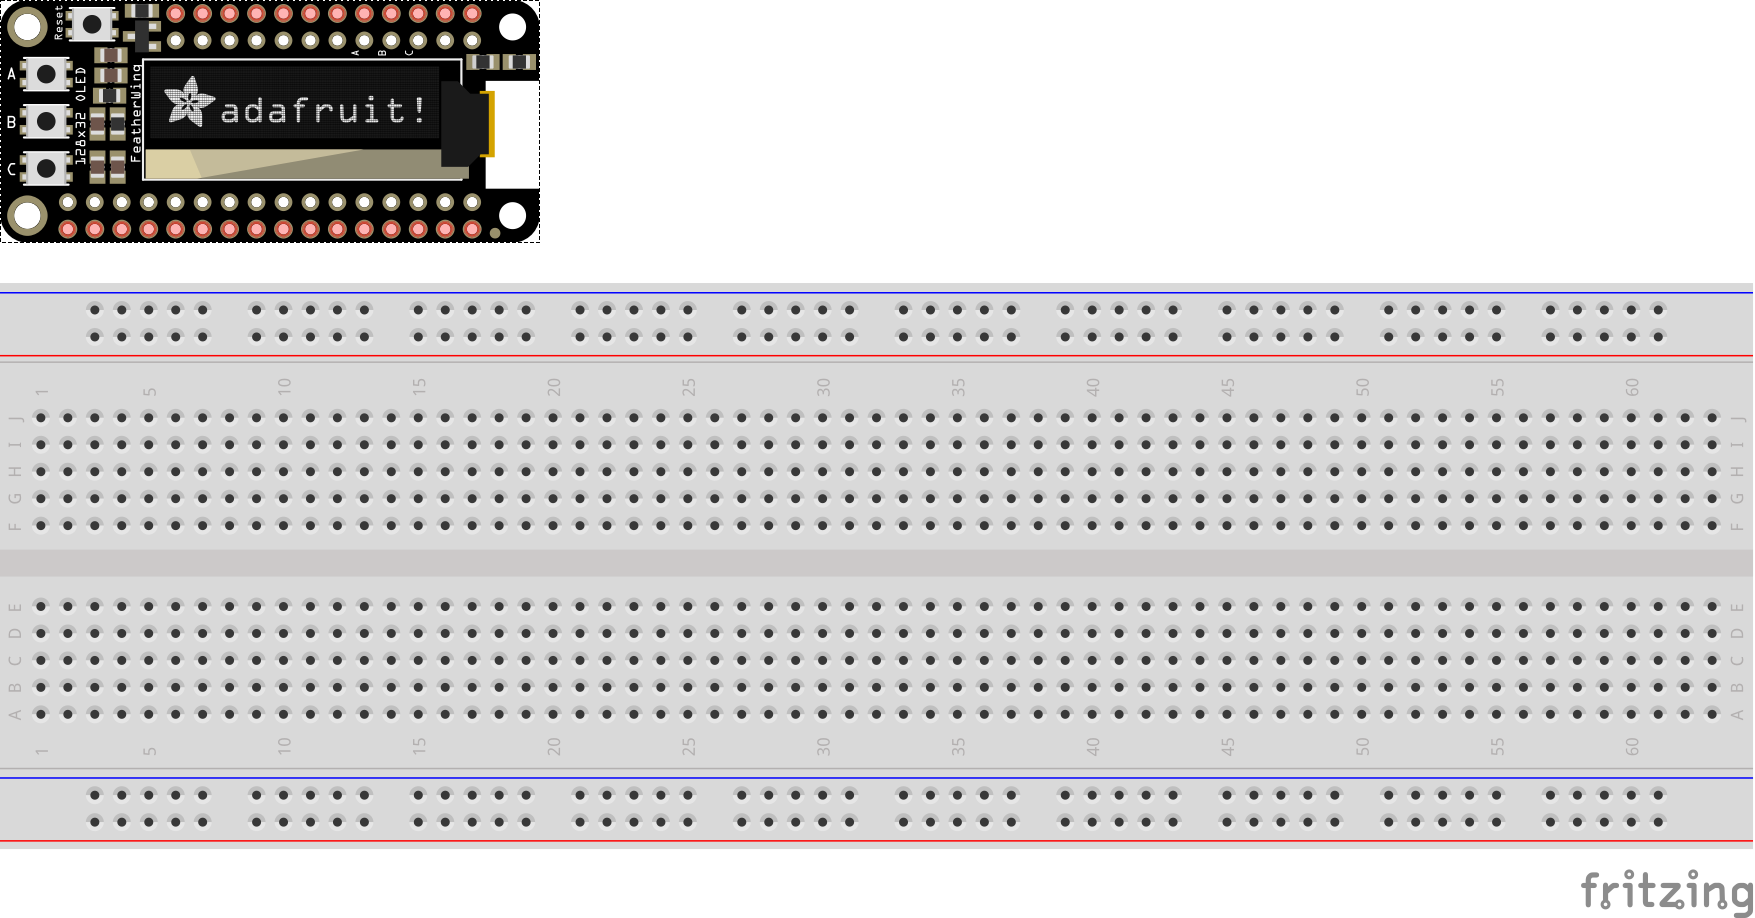 Reset
A B C
A
B
C
128x32 OLED
FeatherWing
adafruit!
1 5 10 15 20 25 30 35 40 45 50 55 60
J J
I I
H H
G G
F F
E E
D D
C C
B B
A A
1 5 10 15 20 25 30 35 40 45 50 55 60
fritzing